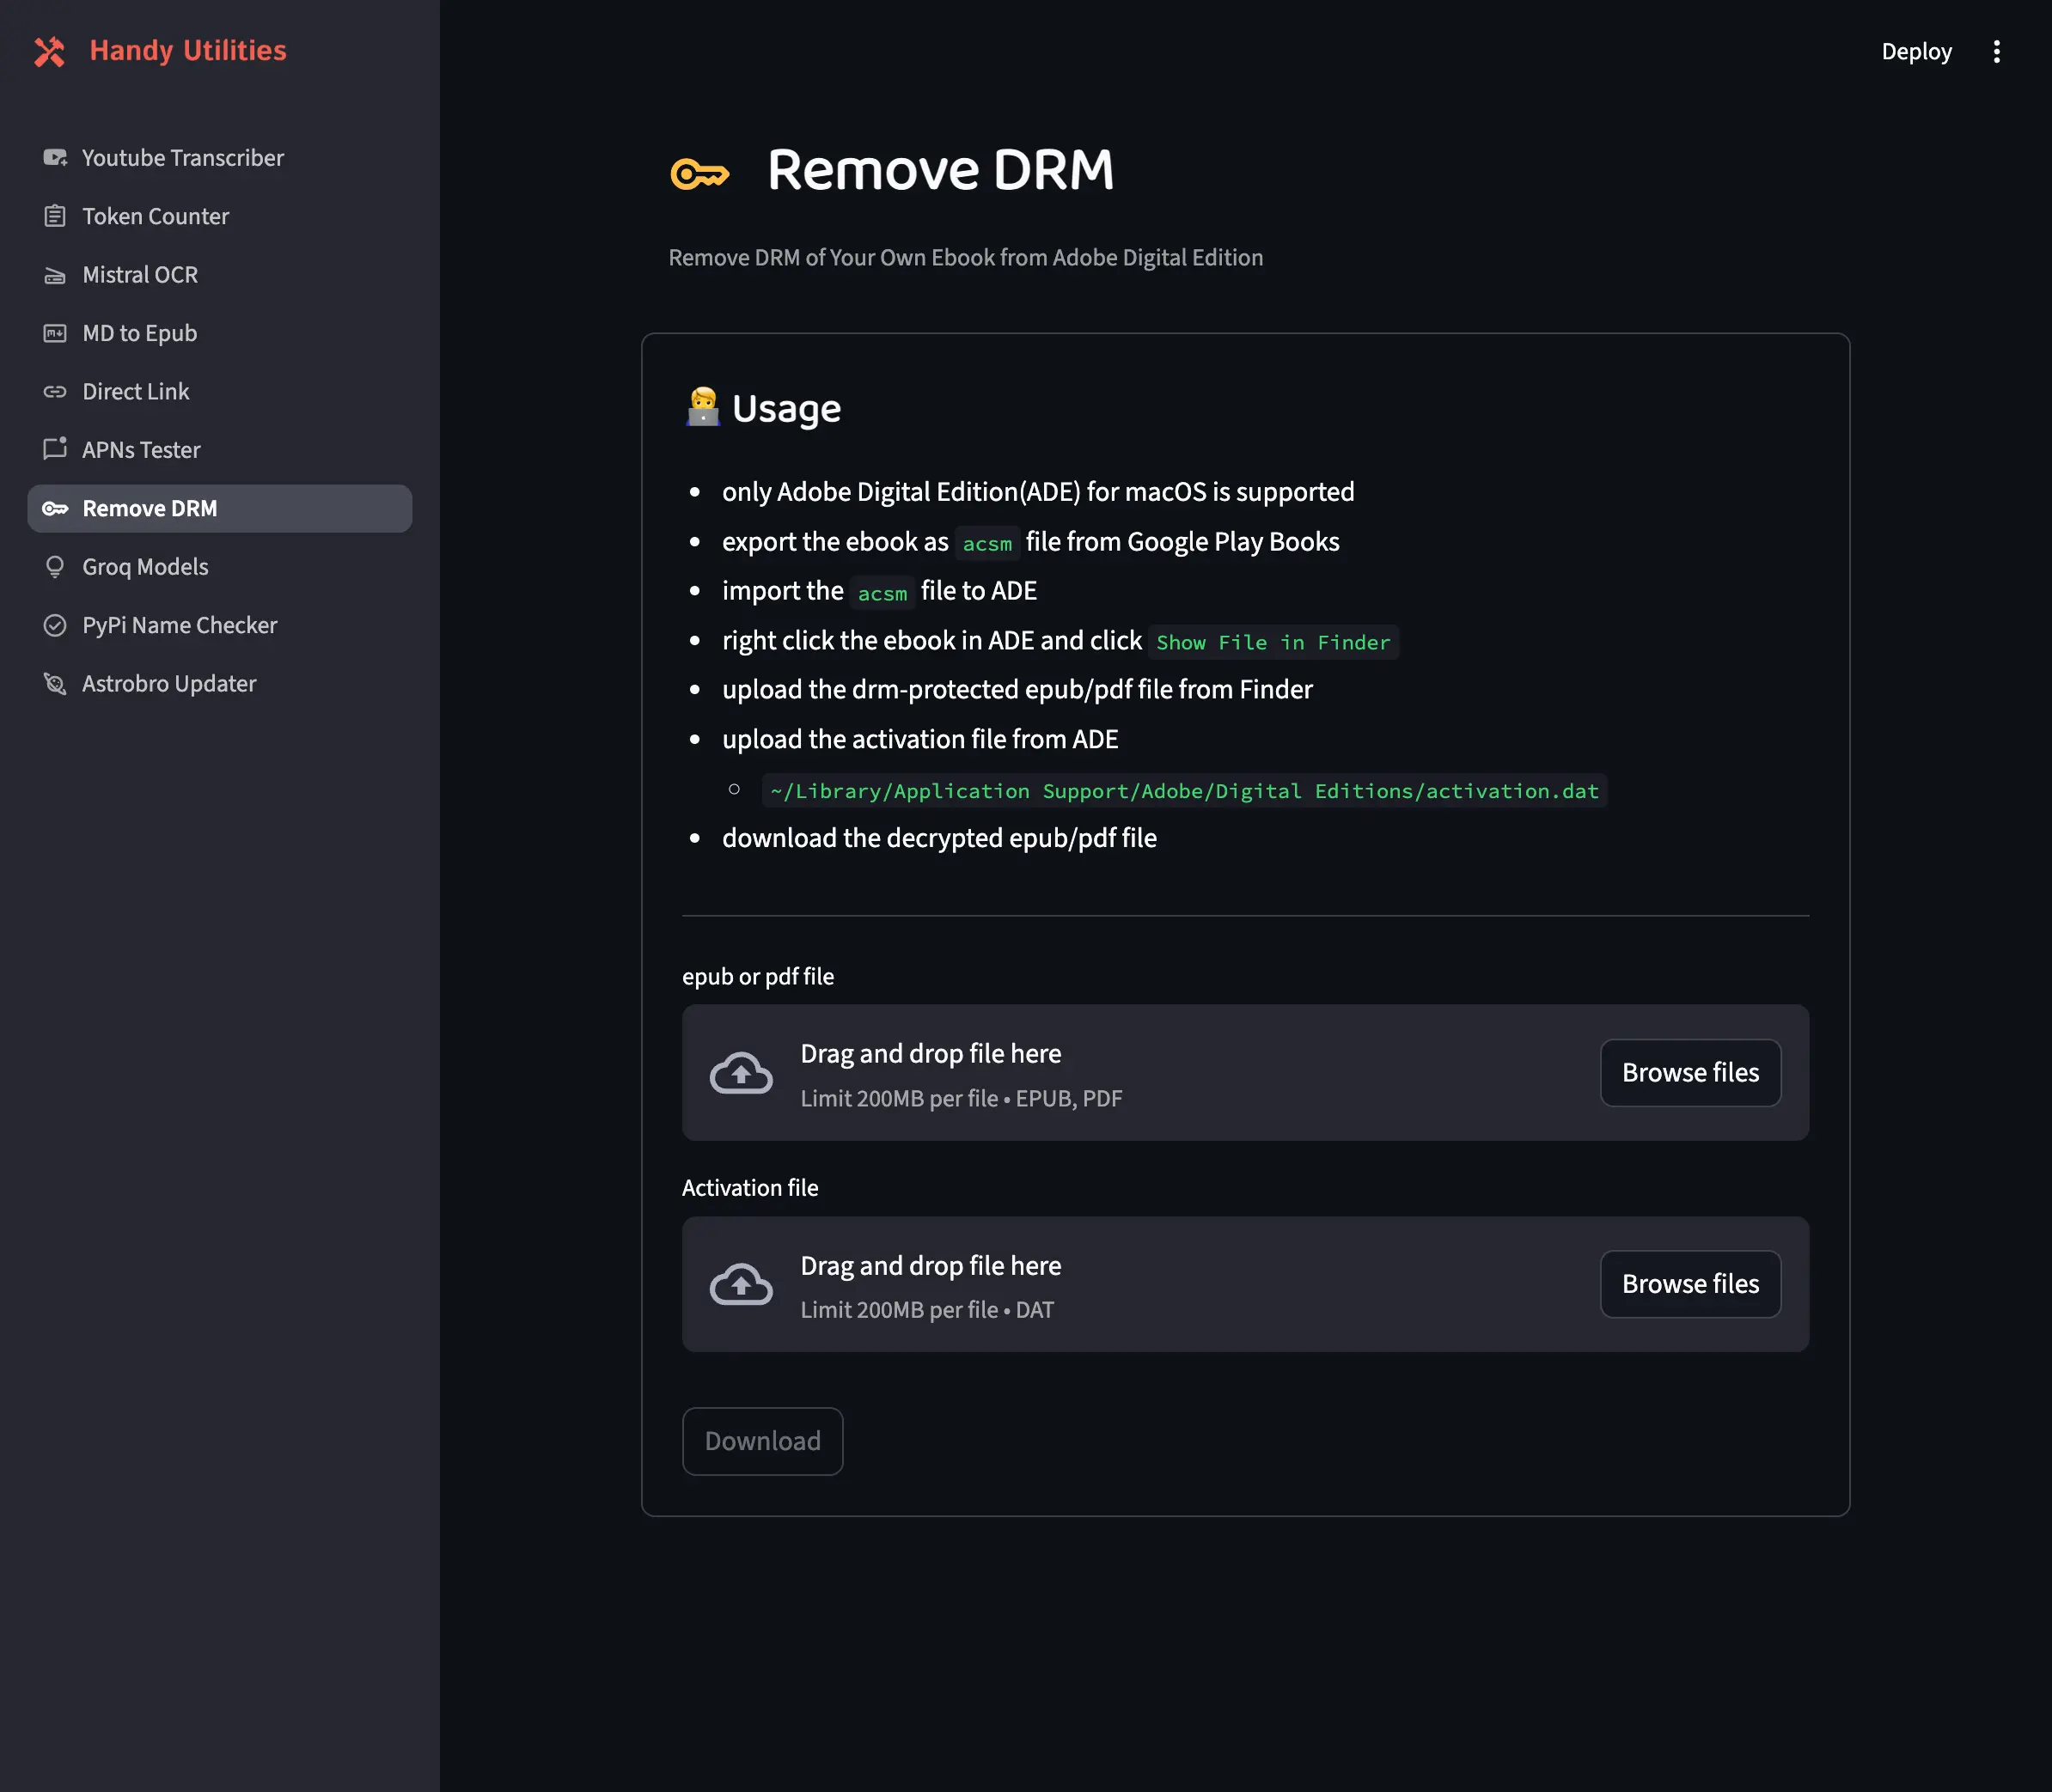 Handy Utilities
Deploy
Youtube Transcriber
Token Counter
Mistral OCR
MD to Epub
Direct Link
APNs Tester
Remove DRM
Groq Models
PyPi Name Checker
Astrobro Updater
Remove DRM
Remove DRM of Your Own Ebook from Adobe Digital Edition
Usage
only Adobe Digital Edition(ADE) for macOS is supported
export the ebook as acsm file from Google Play Books
import the acsm file to ADE
right click the ebook in ADE and click Show File in Finder
upload the drm-protected epub/pdf file from Finder
upload the activation file from ADE
~/Library/Application Support/Adobe/Digital Editions/activation.dat
download the decrypted epub/pdf file
epub or pdf file
Drag and drop file here
Limit 200MB per file • EPUB, PDF
Browse files
Activation file
Drag and drop file here
Limit 200MB per file • DAT
Browse files
Download